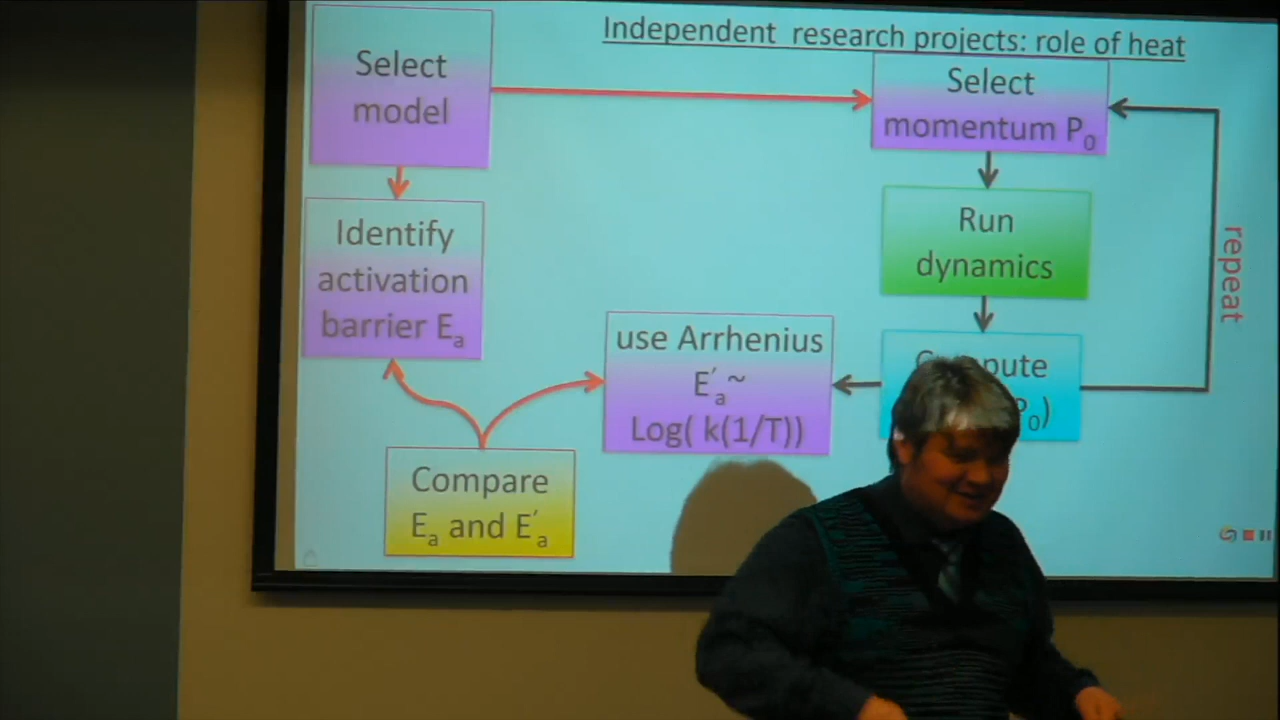 Independent research projects: role of heat
Select
model
Select
momentum P₀
Run
dynamics
Identify
activation
barrier Eₐ
repeat
use Arrhenius
E′ₐ ~
Log( k(1/T))
Compare
Eₐ and E′ₐ